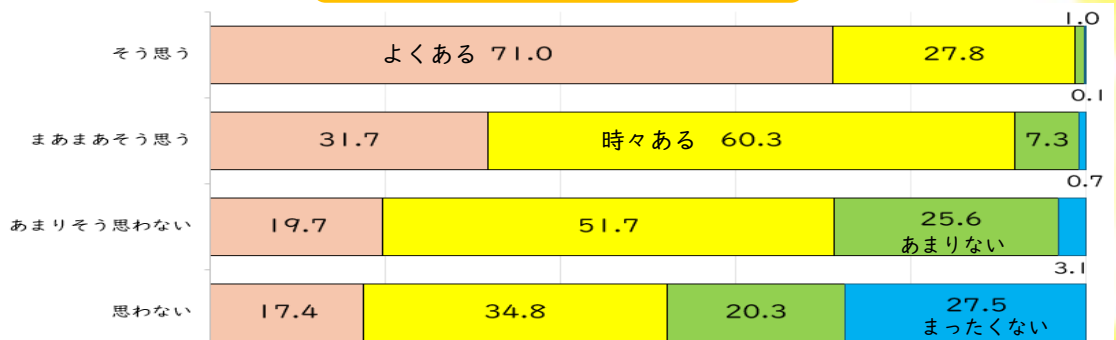 1.0
そう思う よくある 71.0 27.8
0.1
まあまあそう思う 31.7 時々ある 60.3 7.3
0.7
あまりそう思わない 19.7 51.7 25.6
あまりない
3.1
思わない 17.4 34.8 20.3 27.5
まったくない